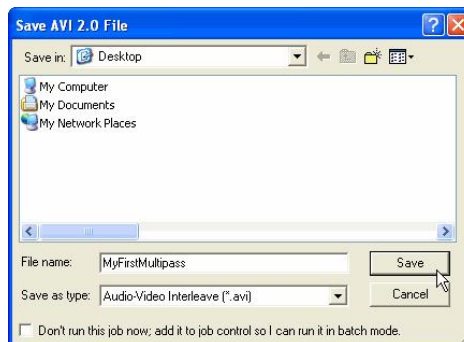 Save AVI 2.0 File
Save in: Desktop
My Computer
My Documents
My Network Places
File name: MyFirstMultipass Save
Save as type: Audio-Video Interleave (*.avi) Cancel
Don't run this job now; add it to job control so I can run it in batch mode.